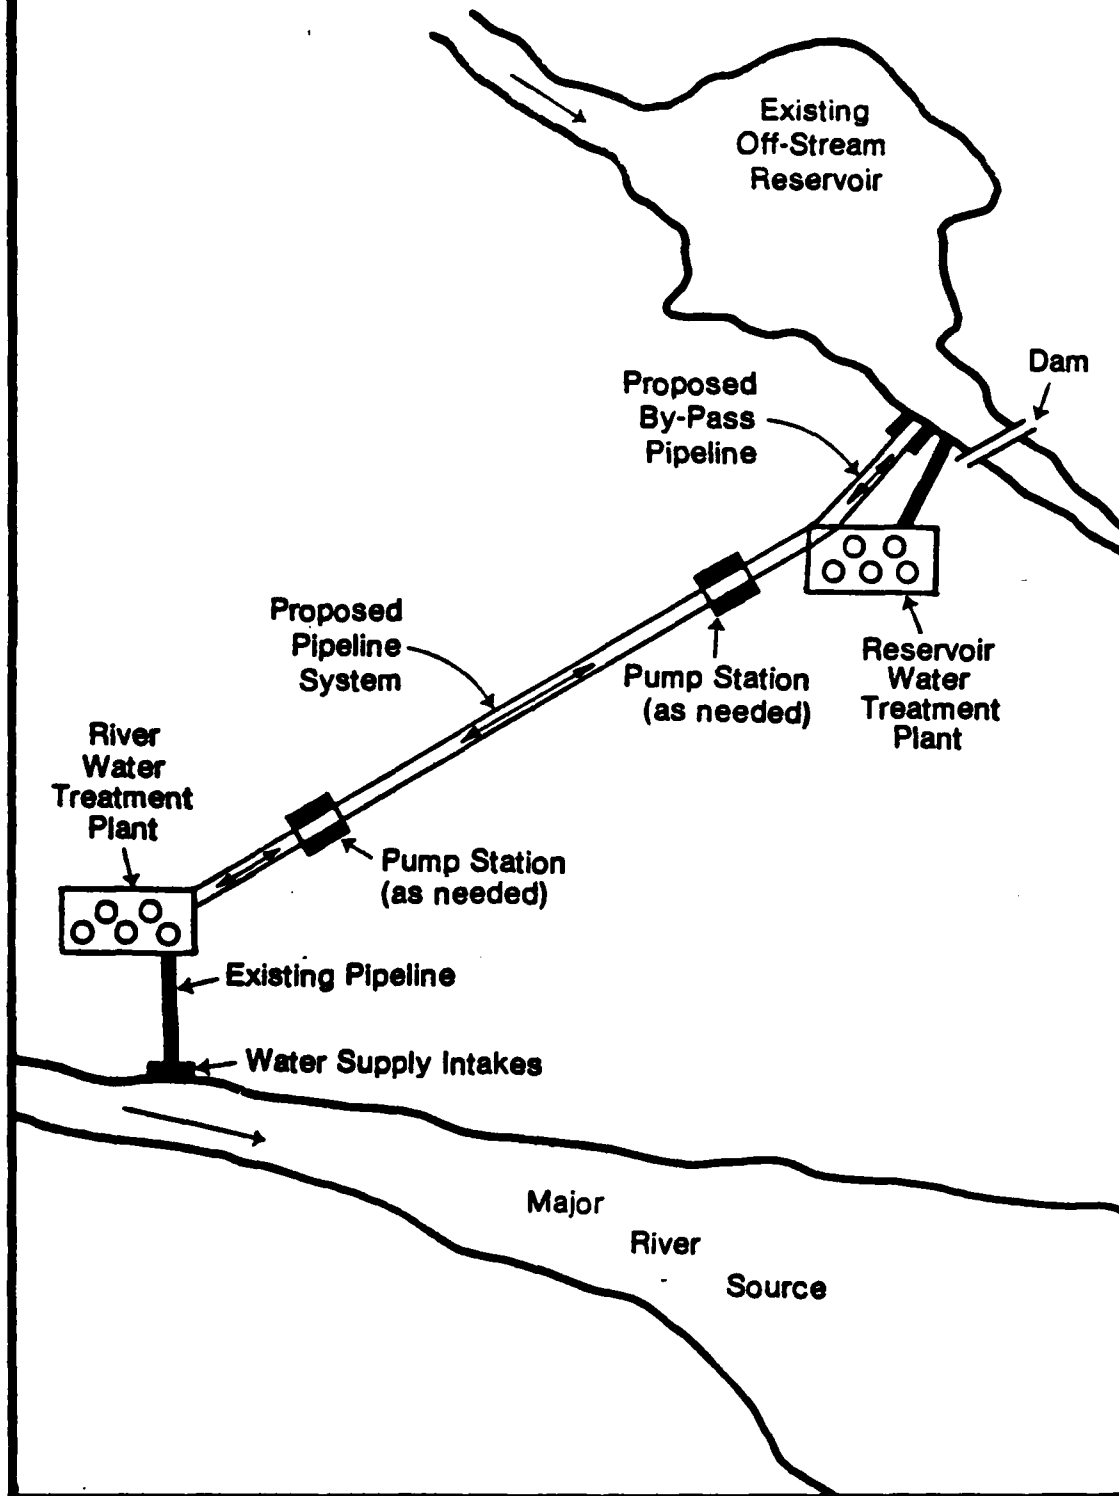 Existing
Off-Stream
Reservoir
Dam
Proposed
By-Pass
Pipeline
Proposed
Pipeline
System
Pump Station
(as needed)
Reservoir
Water
Treatment
Plant
River
Water
Treatment
Plant
Pump Station
(as needed)
Existing Pipeline
Water Supply Intakes
Major
River
Source